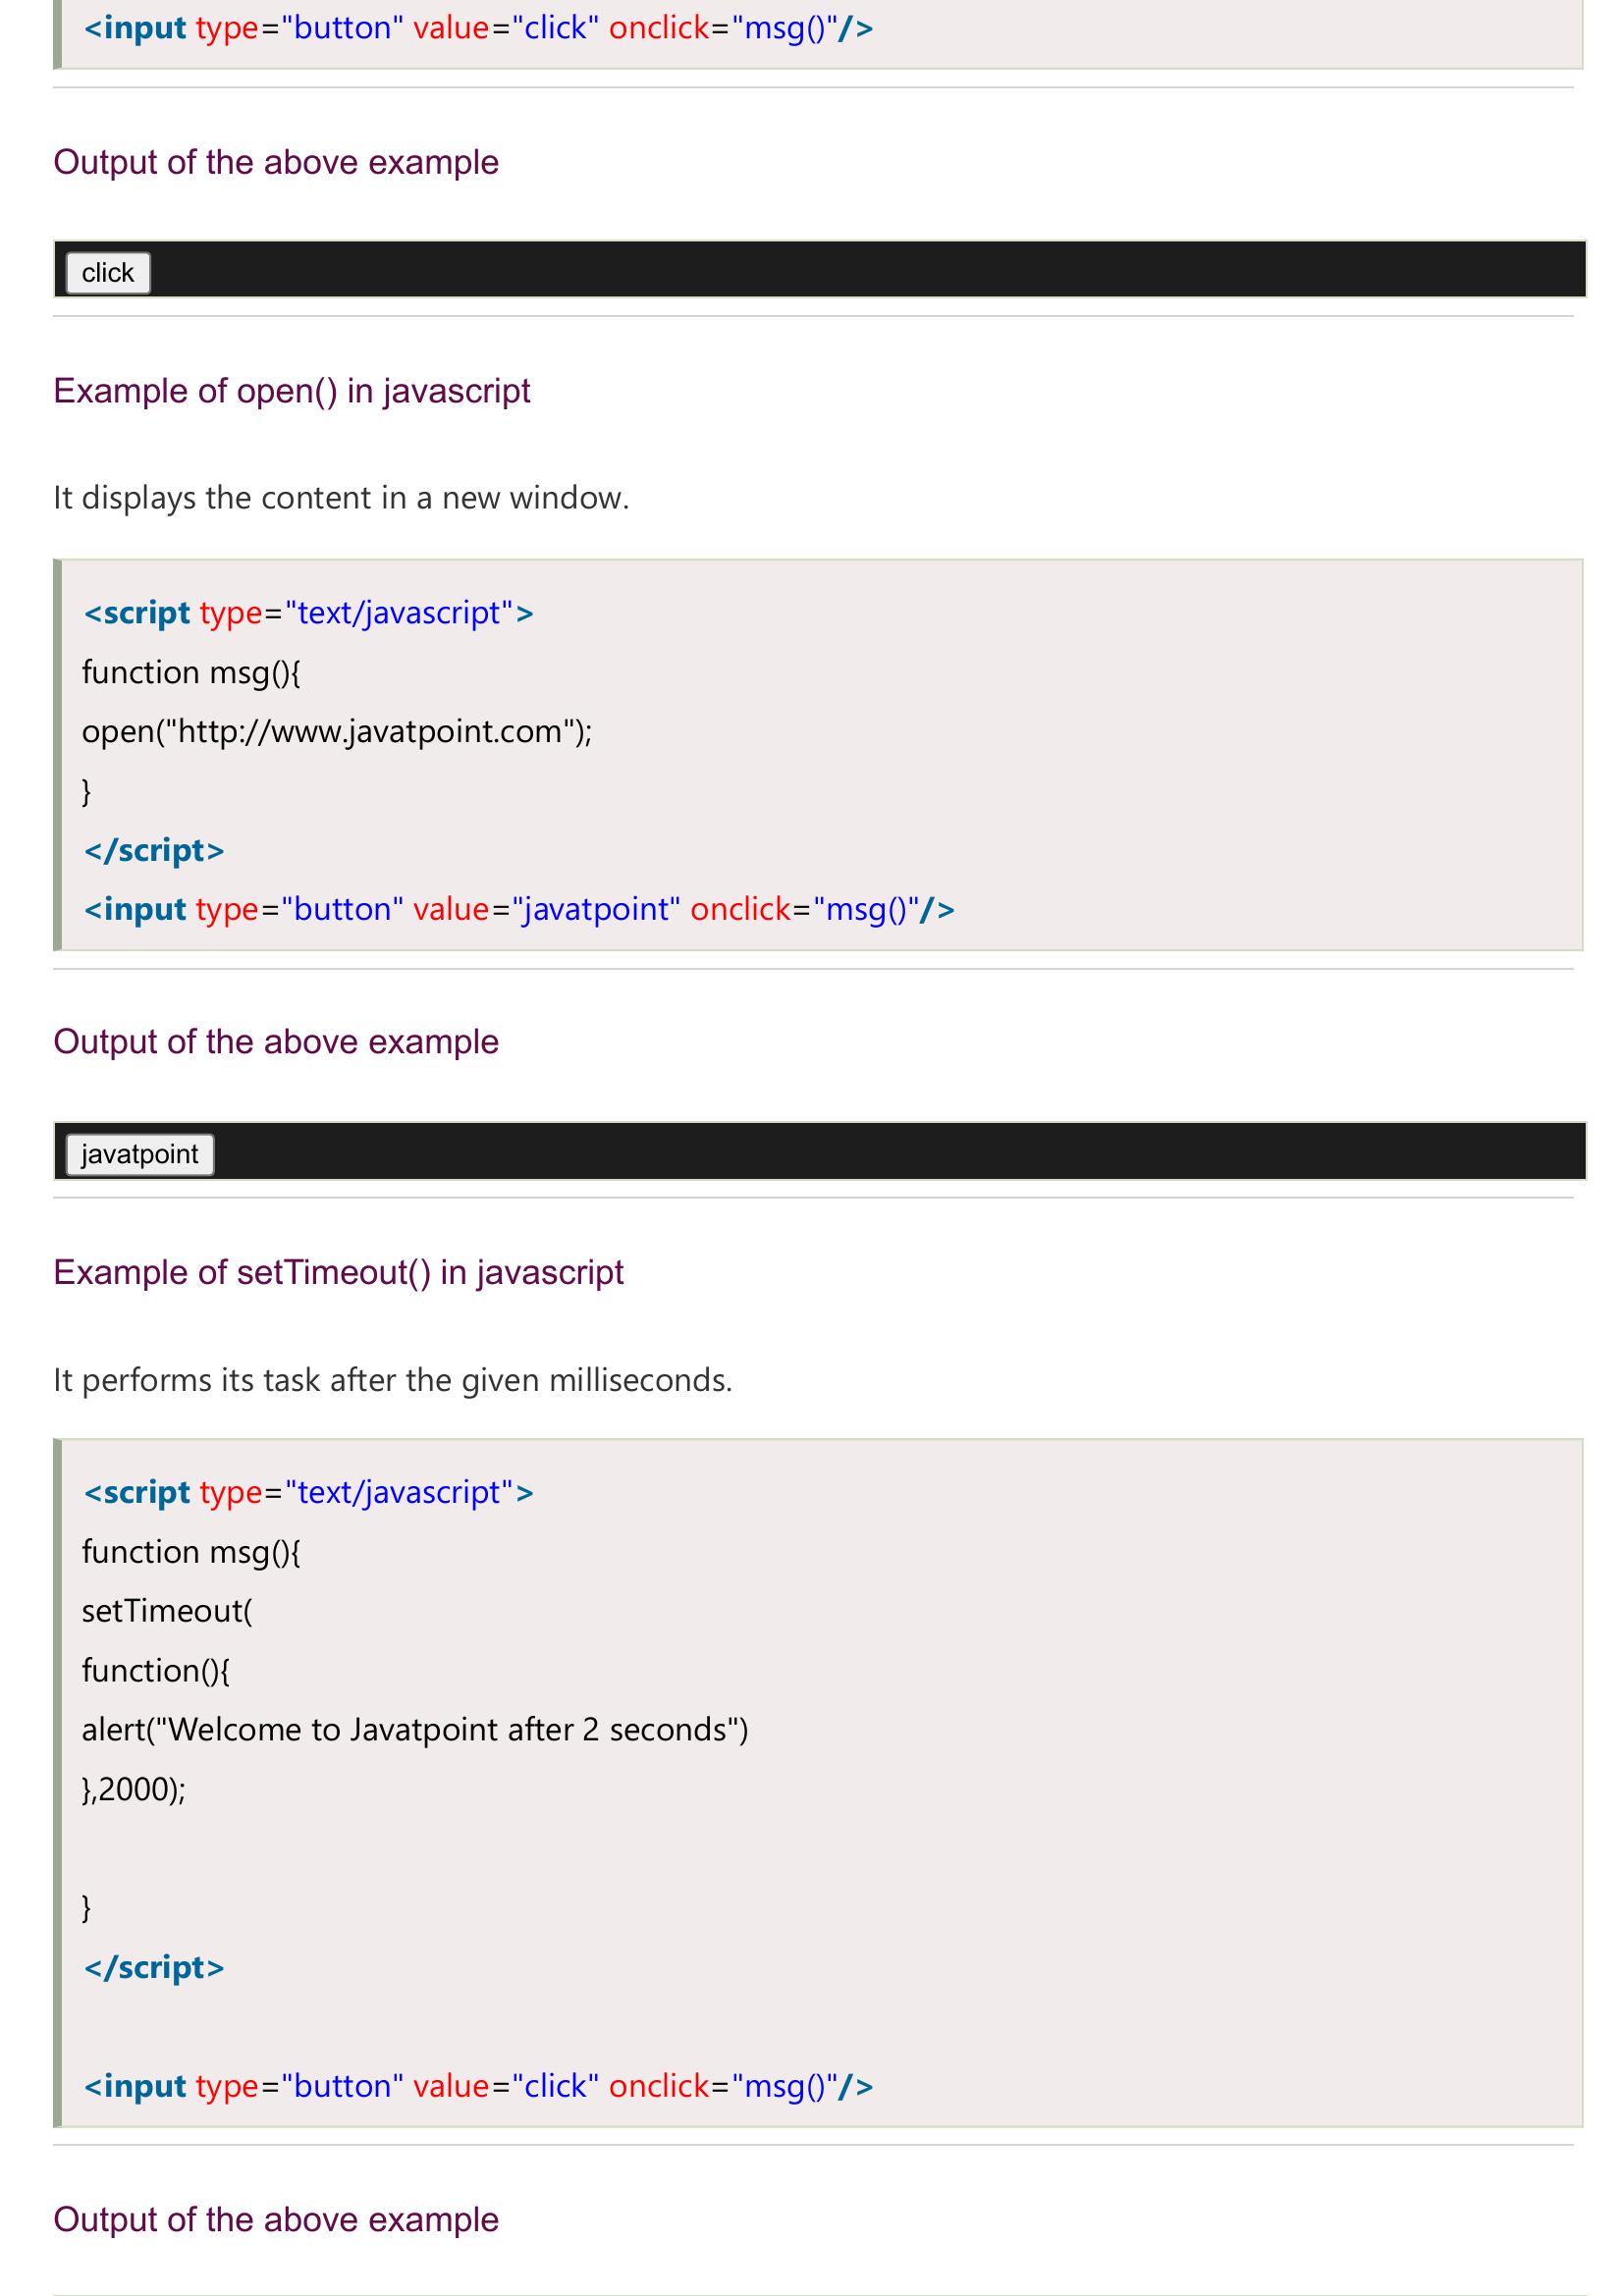 <input type="button" value="click" onclick="msg()"/>
Output of the above example
click
Example of open() in javascript
It displays the content in a new window.
<script type="text/javascript">
function msg(){
open("http://www.javatpoint.com");
}
</script>
<input type="button" value="javatpoint" onclick="msg()"/>
Output of the above example
javatpoint
Example of setTimeout() in javascript
It performs its task after the given milliseconds.
<script type="text/javascript">
function msg(){
setTimeout(
function(){
alert("Welcome to Javatpoint after 2 seconds")
},2000);
}
</script>
<input type="button" value="click" onclick="msg()"/>
Output of the above example